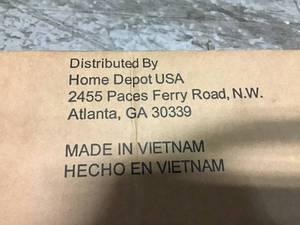 Distributed By
Home Depot USA
2455 Paces Ferry Road, N.W.
Atlanta, GA 30339
MADE IN VIETNAM
HECHO EN VIETNAM